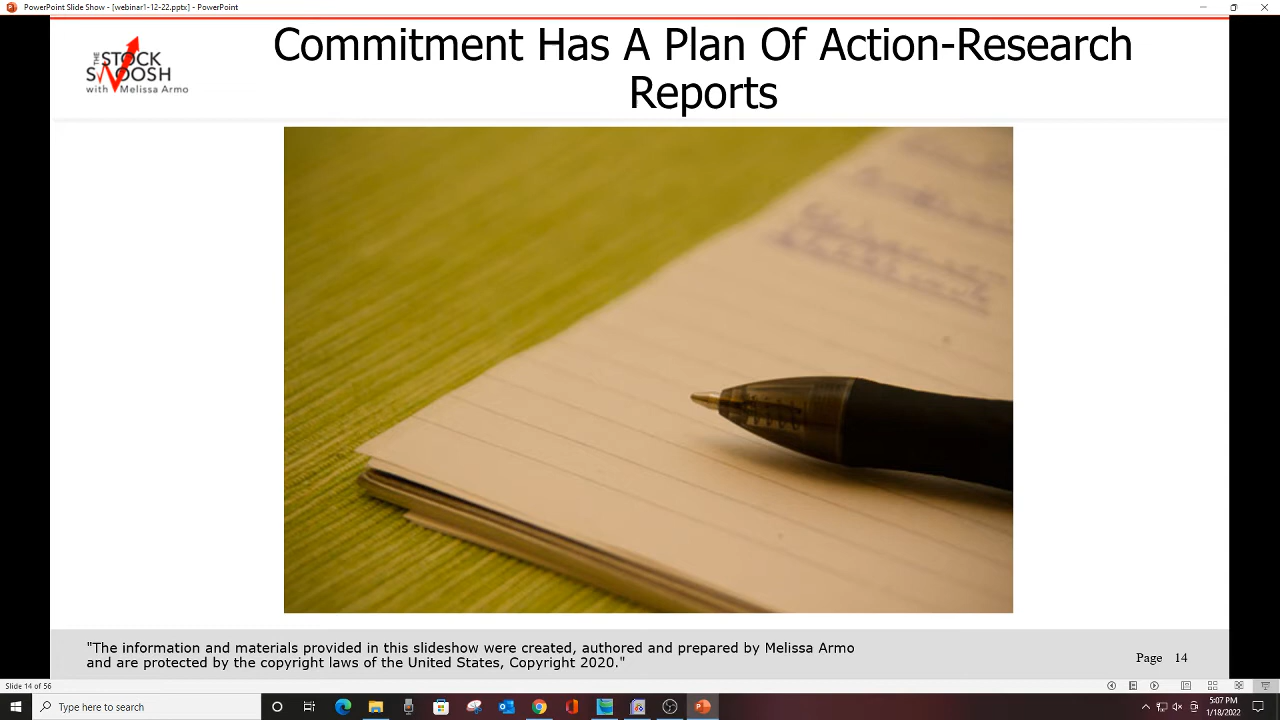 PowerPoint Slide Show - [webinar1-12-22.pptx] - PowerPoint
THE
STOCK
SWOOSH
with Melissa Armo
Commitment Has A Plan Of Action-Research
Reports
"The information and materials provided in this slideshow were created, authored and prepared by Melissa Armo
and are protected by the copyright laws of the United States, Copyright 2020."
Page 14
Slide 14 of 56
Type here to search
5:07 PM
1/18/2022